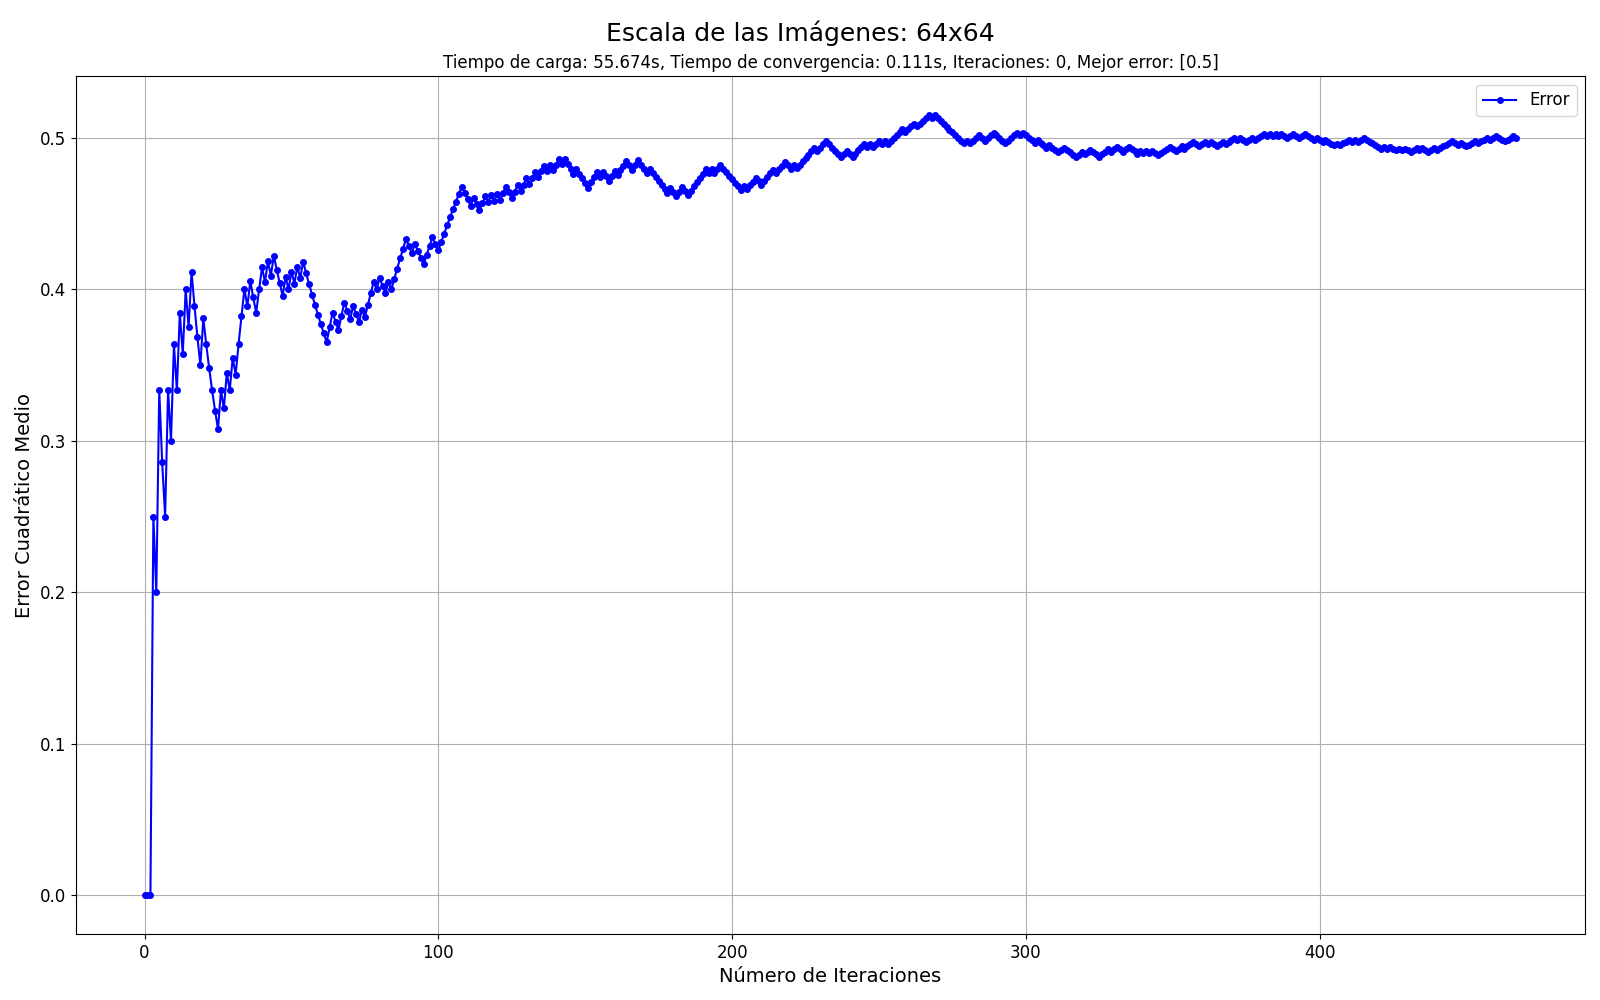 Escala de las Imágenes: 64x64
Tiempo de carga: 55.674s, Tiempo de convergencia: 0.111s, Iteraciones: 0, Mejor error: [0.5]
Error
Error Cuadrático Medio
0.5
0.4
0.3
0.2
0.1
0.0
0 100 200 300 400
Número de Iteraciones